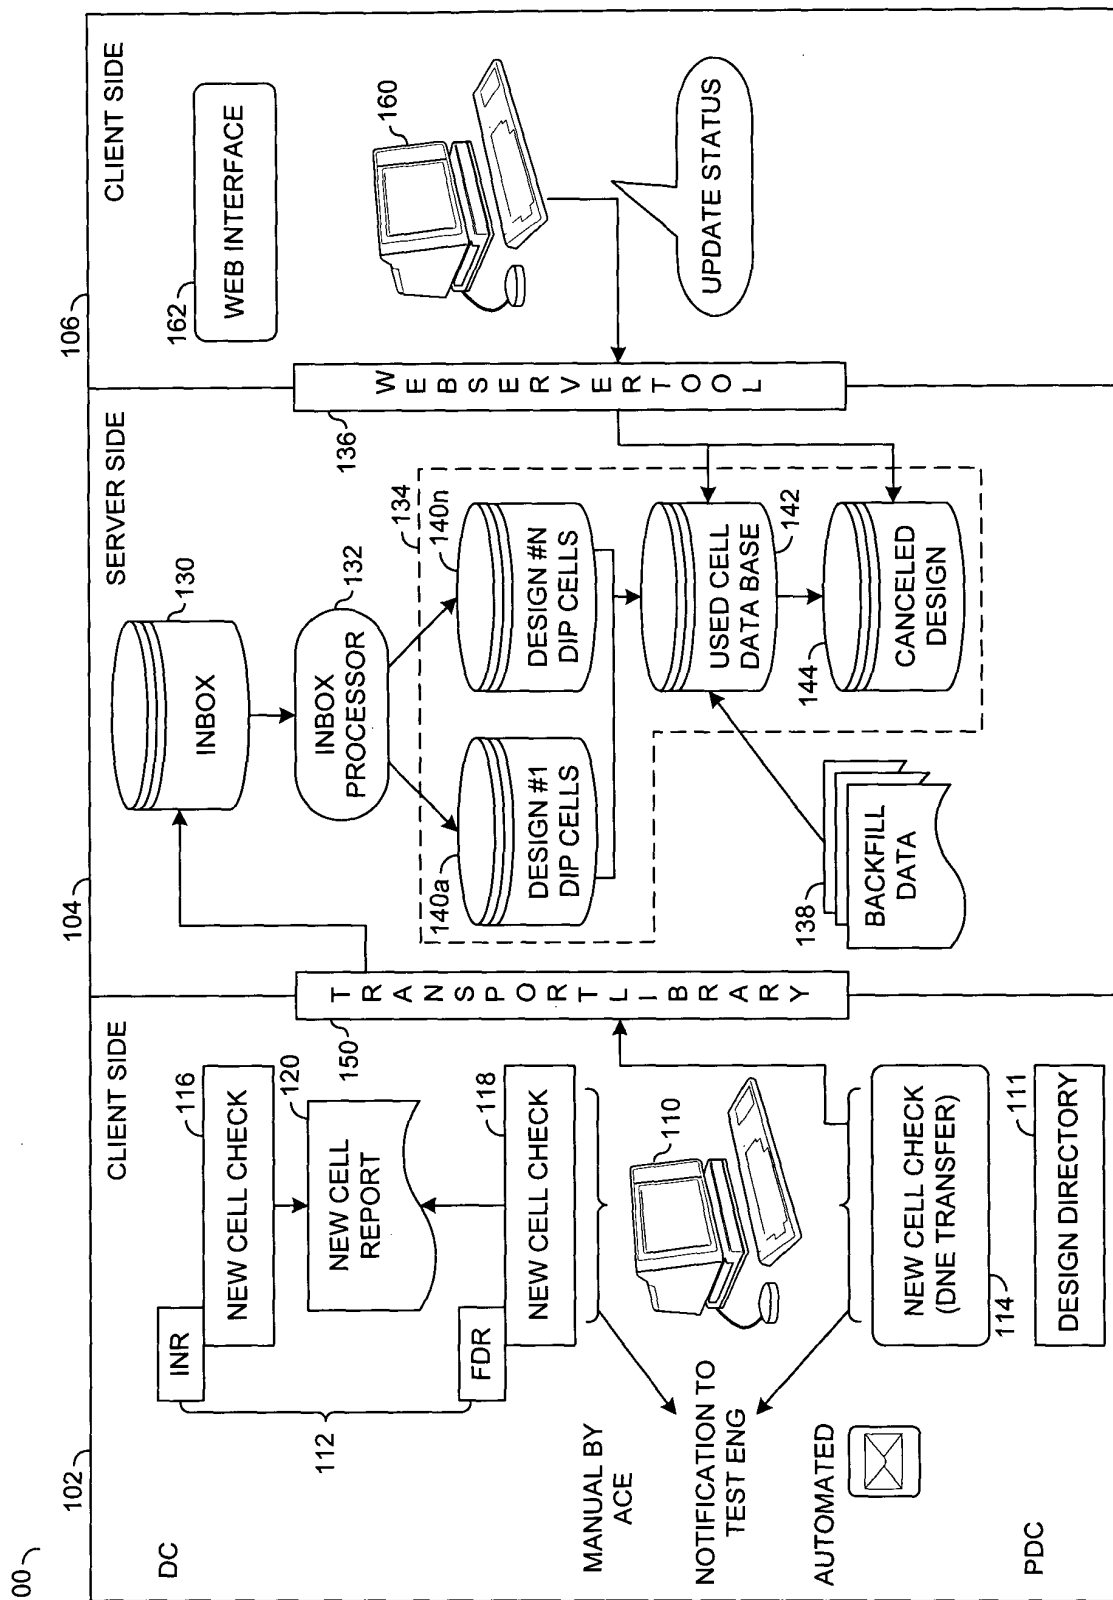 00
102
104
106
CLIENT SIDE
SERVER SIDE
CLIENT SIDE
DC
INR
NEW CELL CHECK
116
112
NEW CELL
REPORT
120
FDR
NEW CELL CHECK
118
MANUAL BY
ACE
NOTIFICATION TO
TEST ENG
AUTOMATED
110
NEW CELL CHECK
(DNE TRANSFER)
114
PDC
DESIGN DIRECTORY
111
TRANSPORT LIBRARY
150
INBOX
130
INBOX
PROCESSOR
132
134
DESIGN #1
DIP CELLS
140a
DESIGN #N
DIP CELLS
140n
USED CELL
DATA BASE
142
BACKFILL
DATA
138
CANCELED
DESIGN
144
WEBSERVER TOOL
136
WEB INTERFACE
162
160
UPDATE STATUS